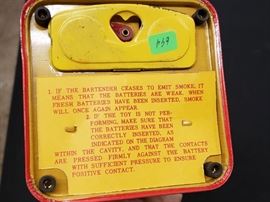 1. IF THE BARTENDER CEASES TO EMIT SMOKE, IT
MEANS THAT THE BATTERIES ARE WEAK. WHEN
FRESH BATTERIES HAVE BEEN INSERTED, SMOKE
WILL ONCE AGAIN APPEAR.
2. IF THE TOY IS NOT PER-
FORMING, MAKE SURE THAT
THE BATTERIES HAVE BEEN
CORRECTLY INSERTED, AS
INDICATED ON THE DIAGRAM
WITHIN THE CAVITY, AND THAT THE CONTACTS
ARE PRESSED FIRMLY AGAINST THE BATTERY
WITH SUFFICIENT PRESSURE TO ENSURE
POSITIVE CONTACT.